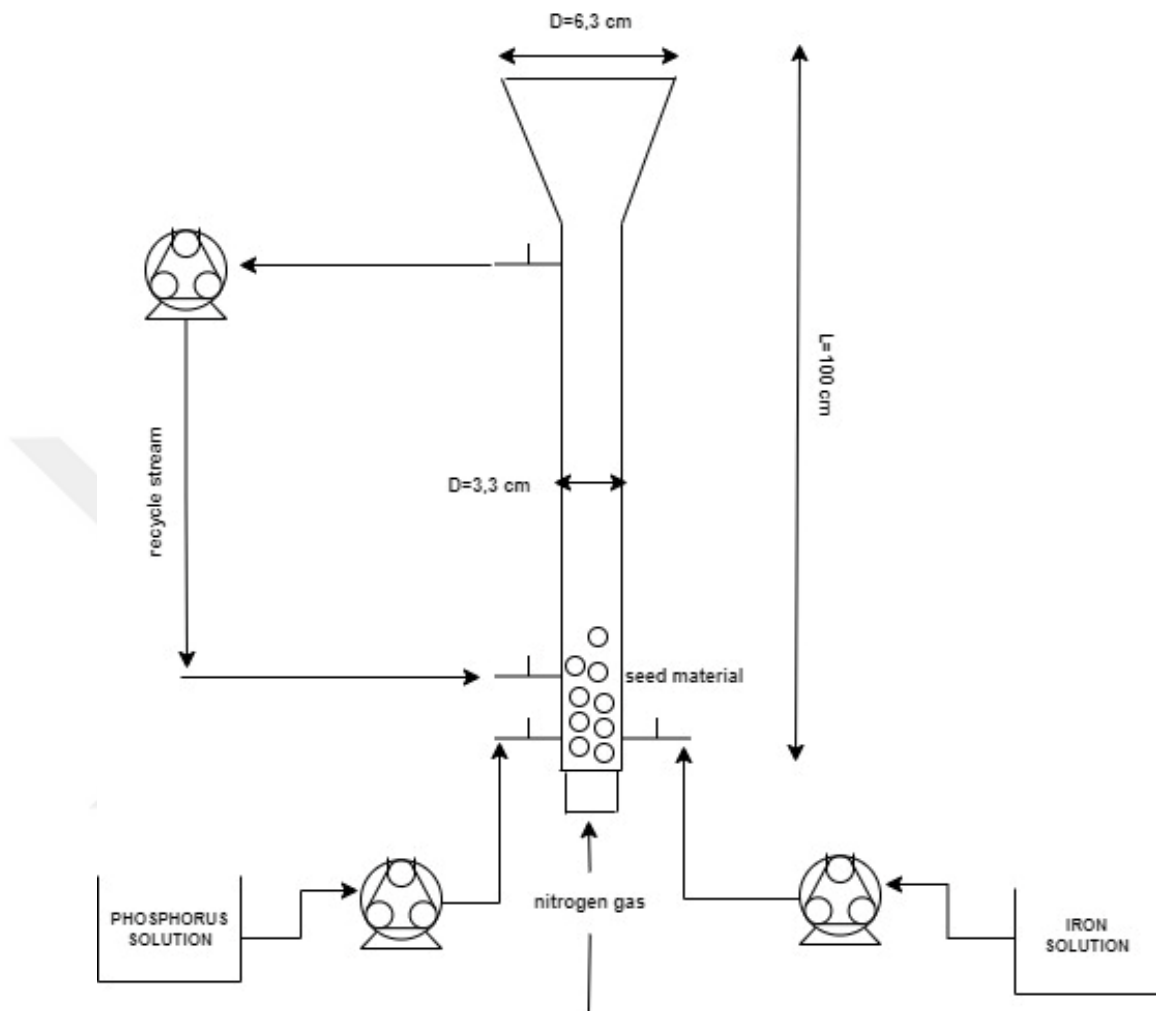 D=6,3 cm
L=100 cm
recycle stream
D=3,3 cm
seed material
nitrogen gas
PHOSPHORUS
SOLUTION
IRON
SOLUTION